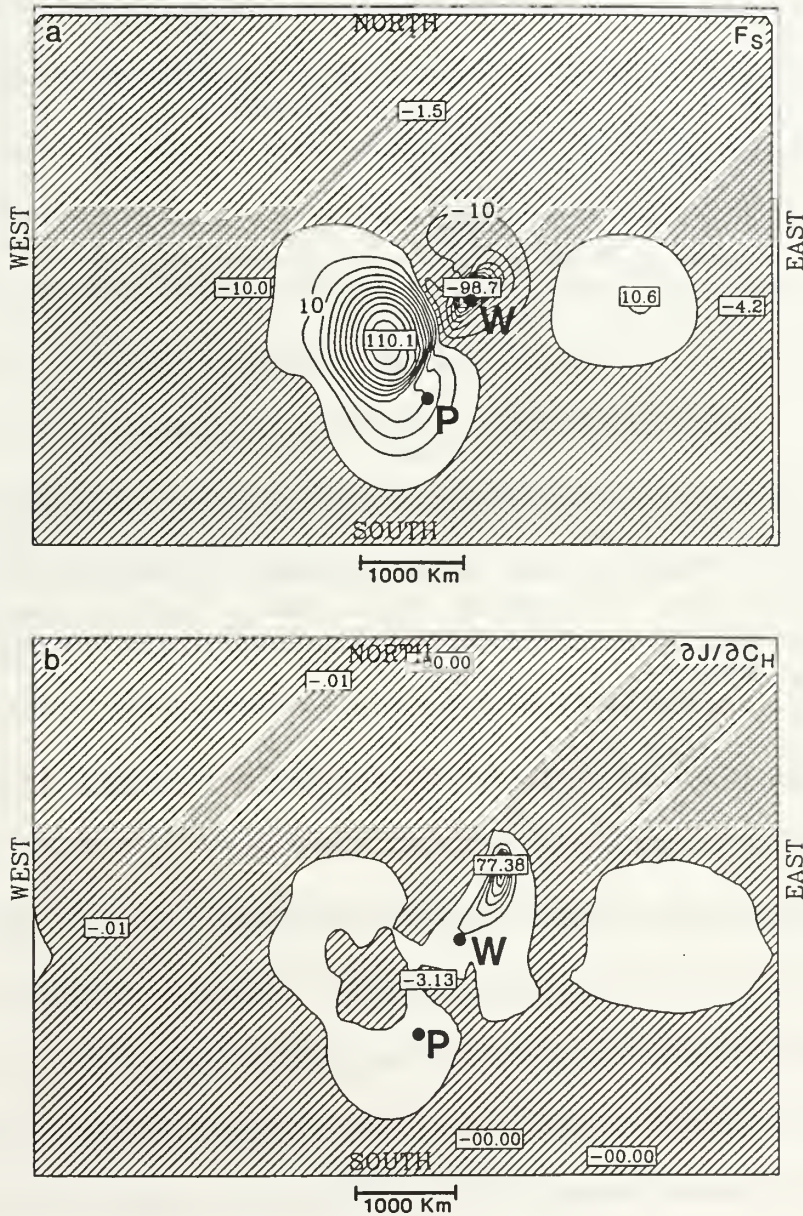 a
NORTH
FS
-1.5
WEST
-10
EAST
-10.0
-98.7
10.6
10
W
-4.2
110.1
P
SOUTH
1000 Km
b
NORTH
∂J/∂CH
-.01
77.38
WEST
EAST
-.01
W
-3.13
P
-00.00
SOUTH
-00.00
1000 Km